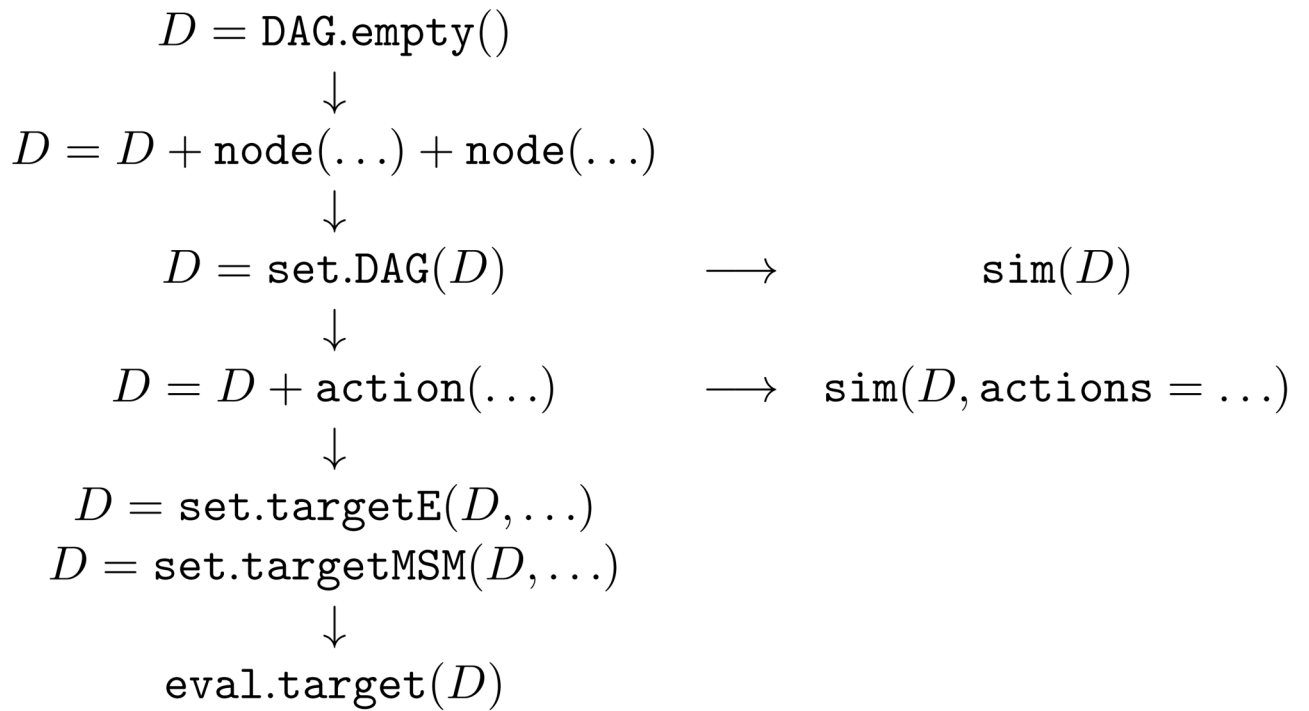 D = DAG.empty()
↓
D = D + node(...) + node(...)
↓
D = set.DAG(D) ⟶ sim(D)
↓
D = D + action(...) ⟶ sim(D, actions = ...)
↓
D = set.targetE(D, ...)
D = set.targetMSM(D, ...)
↓
eval.target(D)